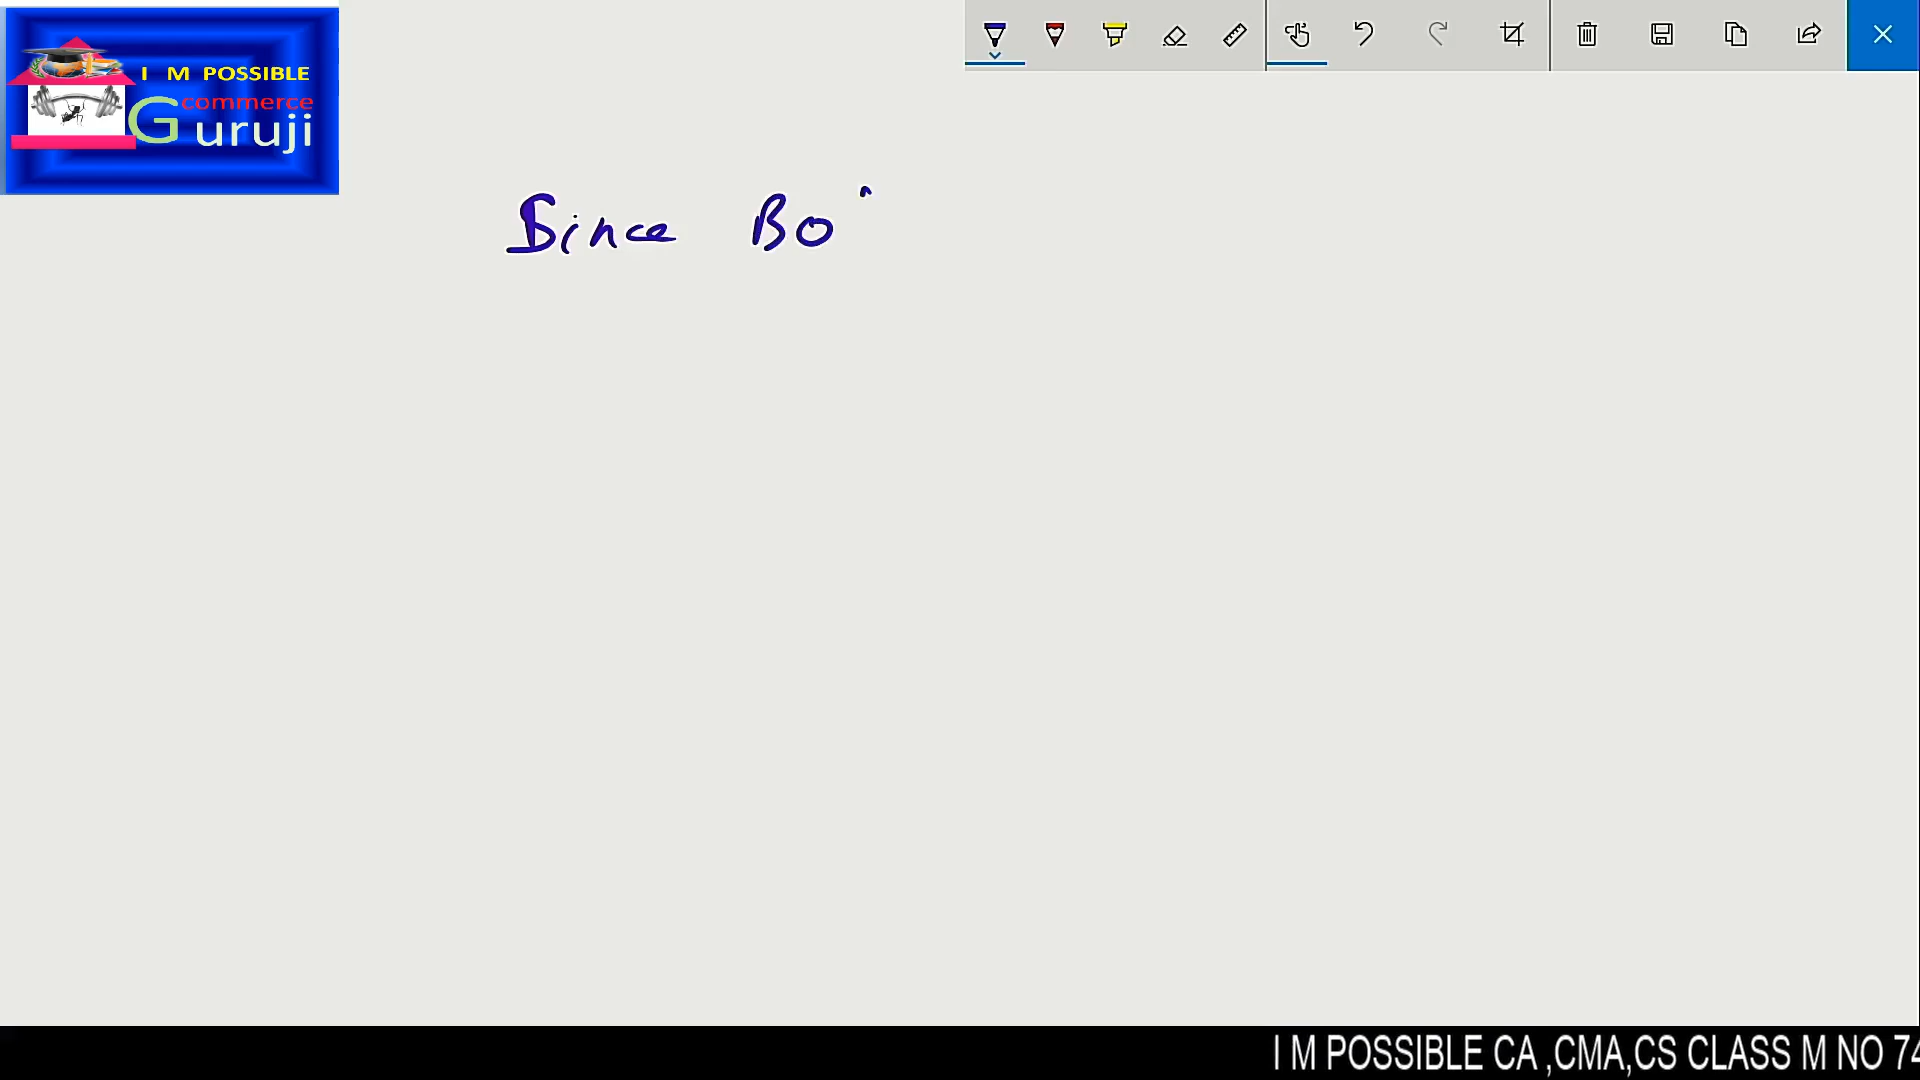 I M POSSIBLE
commerce
Guruji
Since Bo
I M POSSIBLE CA ,CMA,CS CLASS M NO 74